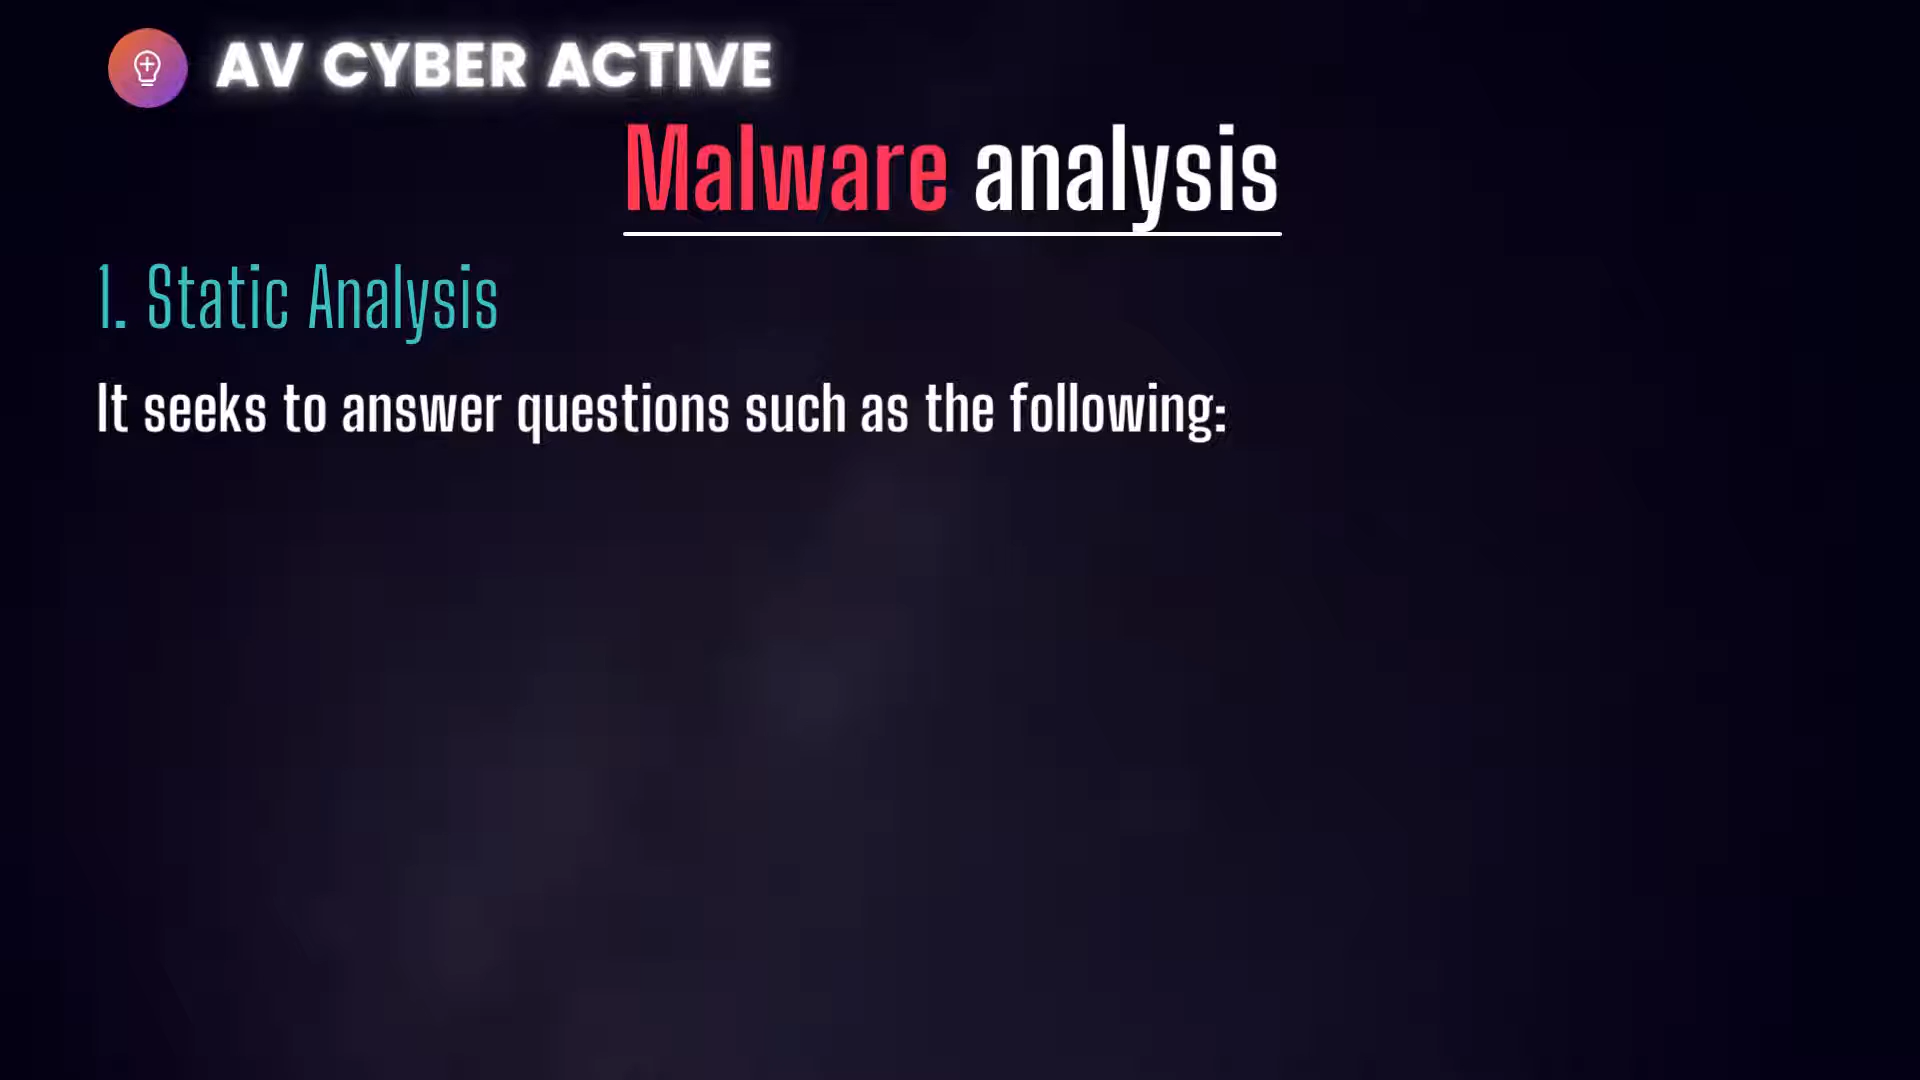 AV CYBER ACTIVE
Malware analysis
1. Static Analysis
It seeks to answer questions such as the following: